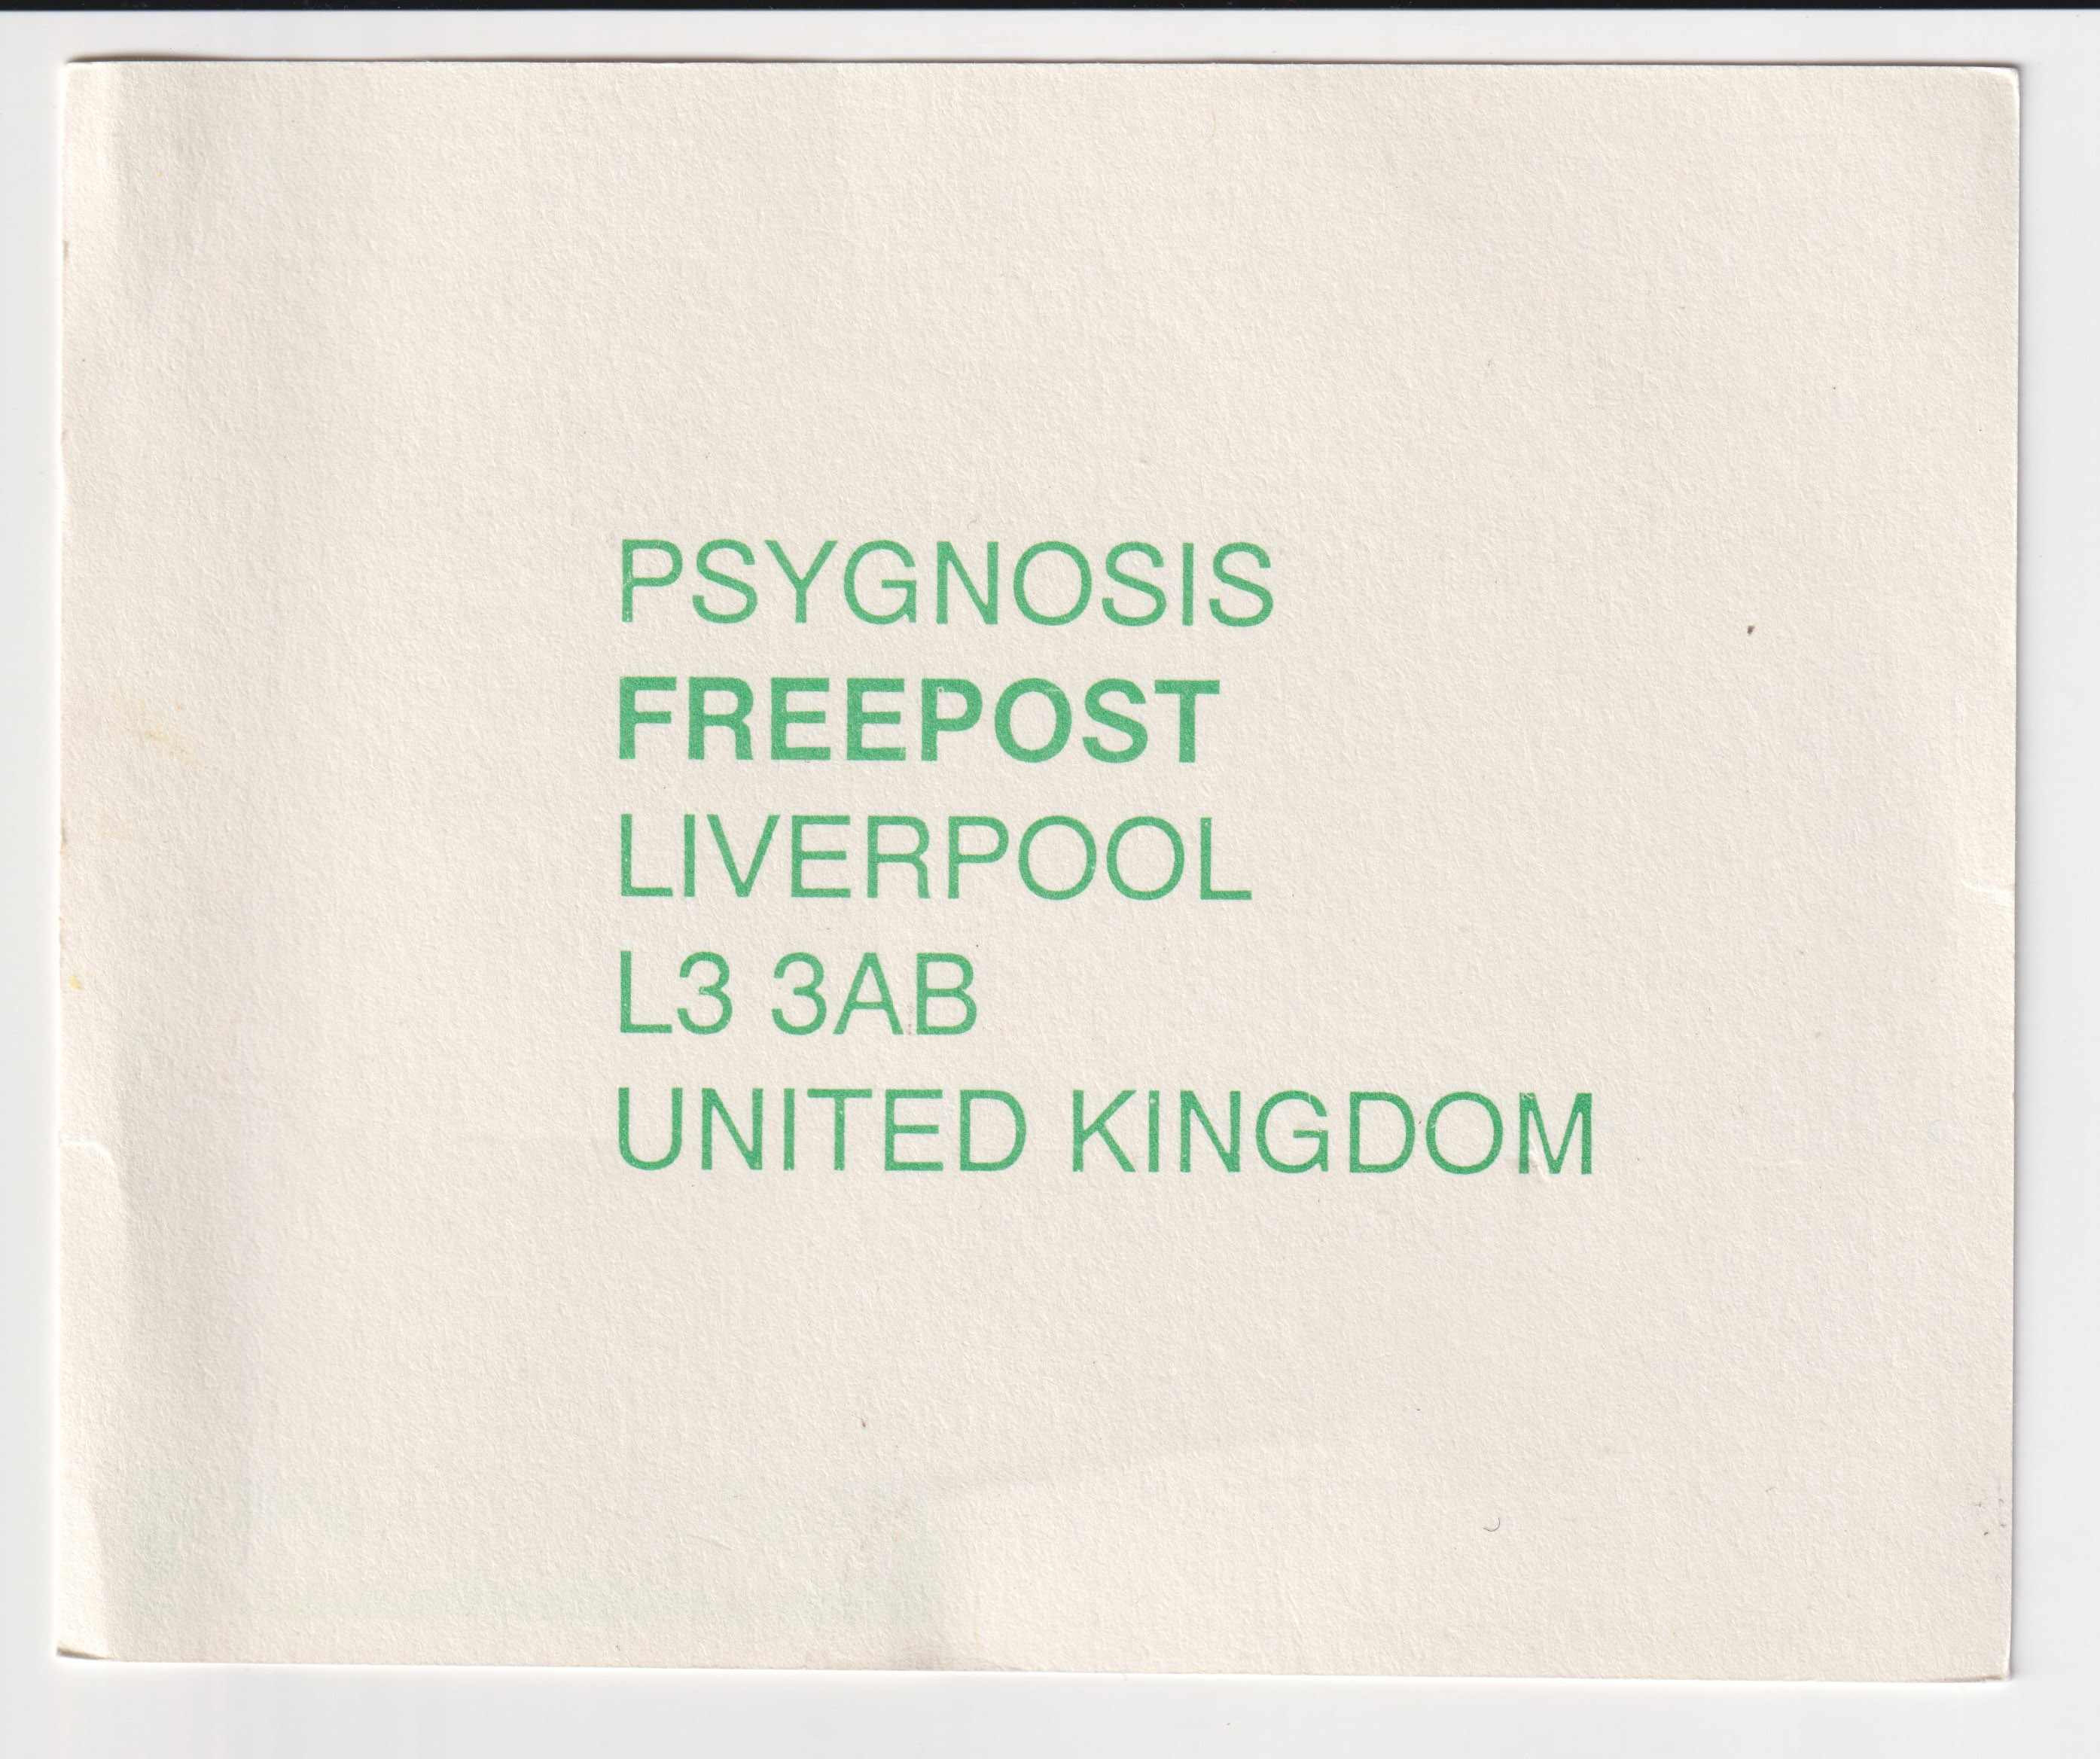 PSYGNOSIS
FREEPOST
LIVERPOOL
L3 3AB
UNITED KINGDOM